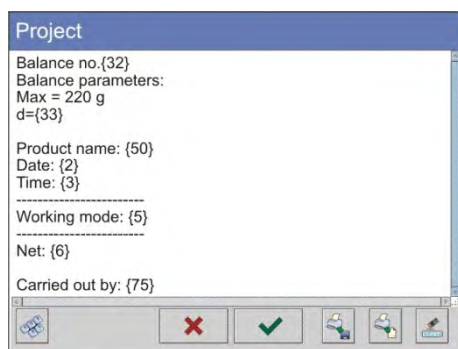 Project
Balance no.{32}
Balance parameters:
Max = 220 g
d={33}
Product name: {50}
Date: {2}
Time: {3}
------------------------
Working mode: {5}
------------------------
Net: {6}
Carried out by: {75}